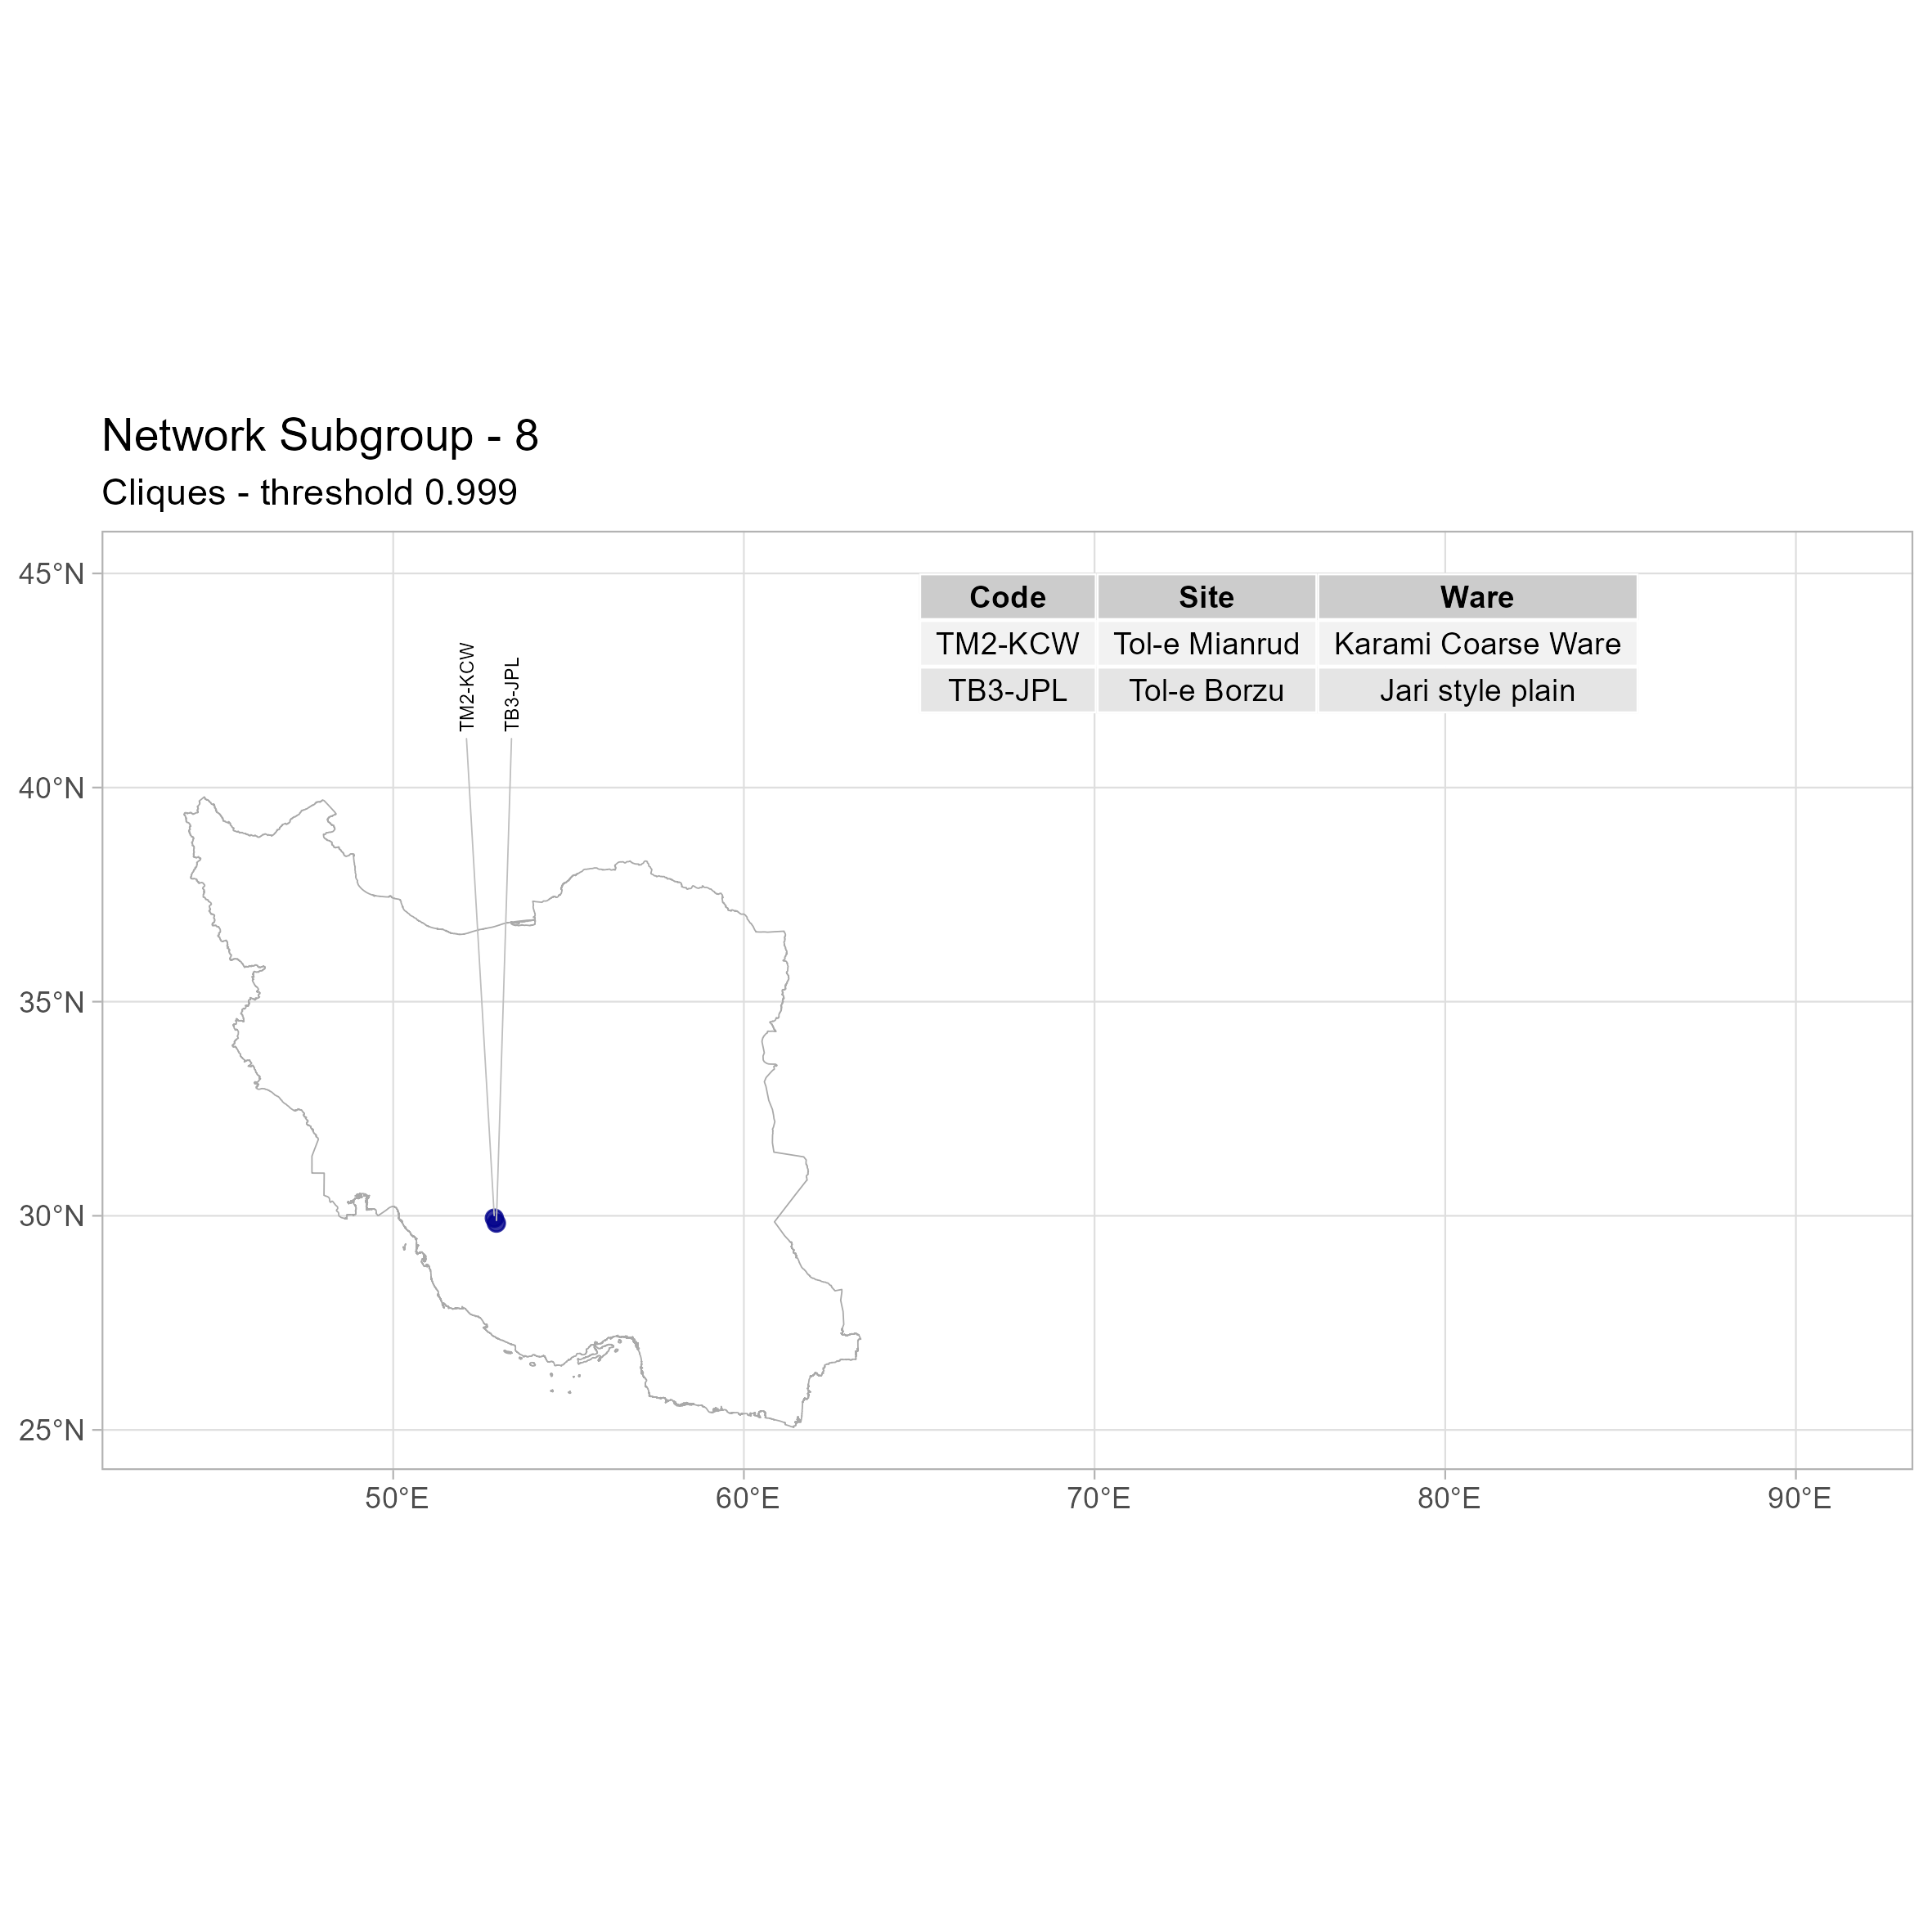 Network Subgroup - 8
Cliques - threshold 0.999
45°N
40°N
35°N
30°N
25°N
Code Site Ware
TM2-KCW Tol-e Mianrud Karami Coarse Ware
TB3-JPL Tol-e Borzu Jari style plain
TM2-KCW
TB3-JPL
50°E 60°E 70°E 80°E 90°E